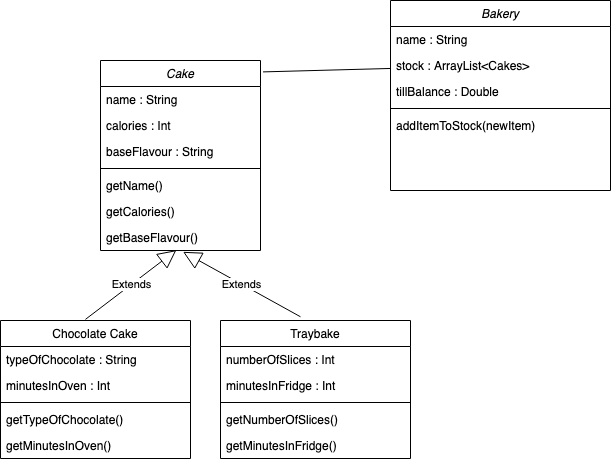 Bakery
name : String
stock : ArrayList<Cakes>
tillBalance : Double
addItemToStock(newItem)
Cake
name : String
calories : Int
baseFlavour : String
getName()
getCalories()
getBaseFlavour()
Extends
Extends
Chocolate Cake
typeOfChocolate : String
minutesInOven : Int
getTypeOfChocolate()
getMinutesInOven()
Traybake
numberOfSlices : Int
minutesInFridge : Int
getNumberOfSlices()
getMinutesInFridge()